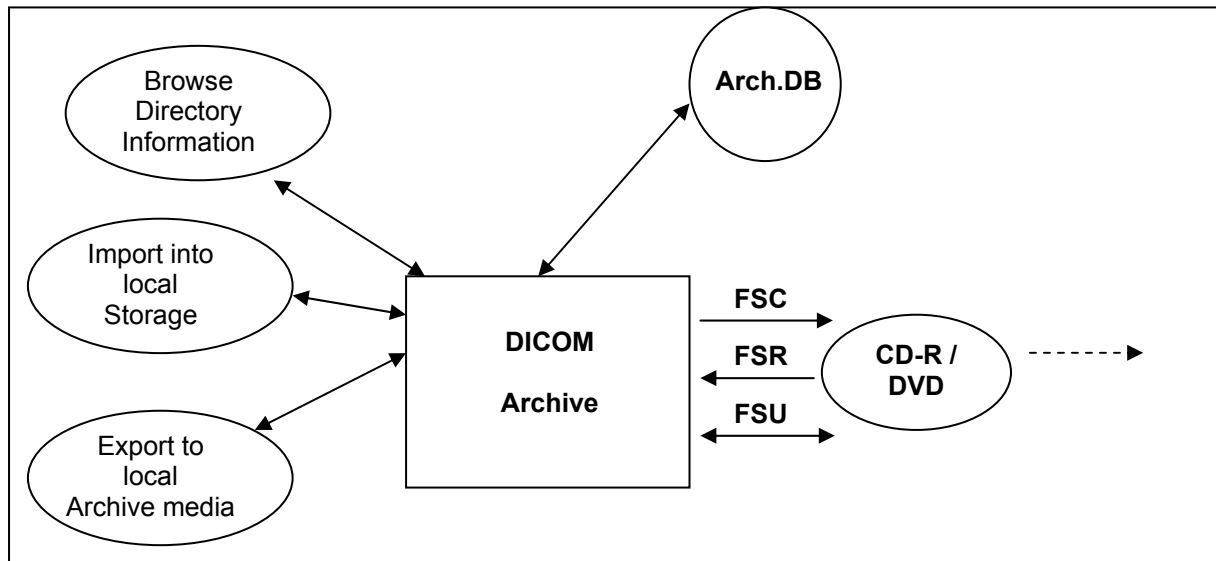 Browse
Directory
Information
Arch.DB
Import into
local
Storage
DICOM
Archive
FSC
FSR
FSU
CD-R /
DVD
Export to
local
Archive media